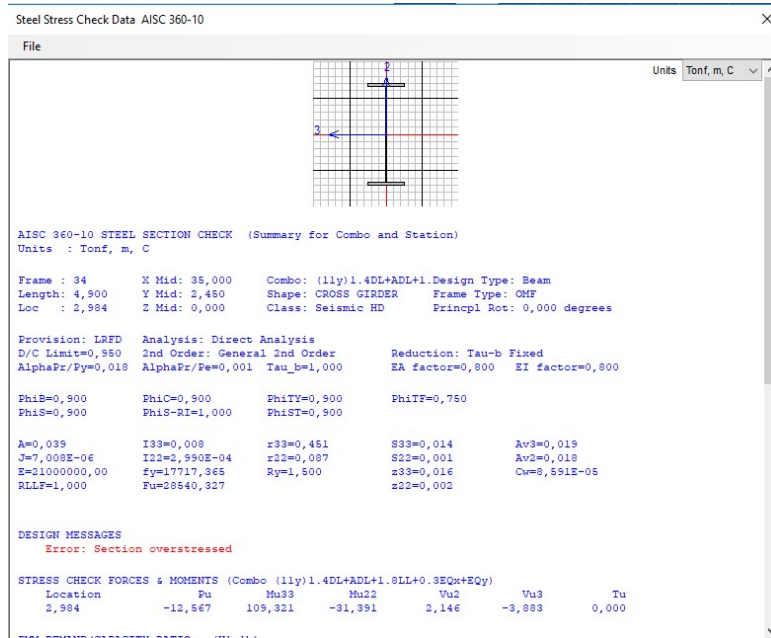 Steel Stress Check Data AISC 360-10
File
Units Tonf, m, C
2
3
AISC 360-10 STEEL SECTION CHECK (Summary for Combo and Station)
Units : Tonf, m, C
Frame : 34 X Mid: 35,000 Combo: (11y)1.4DL+ADL+1.Design Type: Beam
Length: 4,900 Y Mid: 2,450 Shape: CROSS GIRDER Frame Type: OMF
Loc : 2,984 Z Mid: 0,000 Class: Seismic HD Princpl Rot: 0,000 degrees
Provision: LRFD Analysis: Direct Analysis
D/C Limit=0,950 2nd Order: General 2nd Order Reduction: Tau-b Fixed
AlphaPr/Py=0,018 AlphaPr/Pe=0,001 Tau_b=1,000 EA factor=0,800 EI factor=0,800
PhiB=0,900 PhiC=0,900 PhiTY=0,900 PhiTF=0,750
PhiS=0,900 PhiS-RI=1,000 PhiST=0,900
A=0,039 I33=0,008 r33=0,451 S33=0,014 Av3=0,019
J=7,008E-06 I22=2,990E-04 r22=0,087 S22=0,001 Av2=0,018
E=21000000,00 fy=17717,365 Ry=1,500 z33=0,016 Cw=8,591E-05
RLLF=1,000 Fu=28540,327 z22=0,002
DESIGN MESSAGES
Error: Section overstressed
STRESS CHECK FORCES & MOMENTS (Combo (11y)1.4DL+ADL+1.8LL+0.3EQx+EQy)
Location Pu Mu33 Mu22 Vu2 Vu3 Tu
2,984 -12,567 109,321 -31,391 2,146 -3,883 0,000